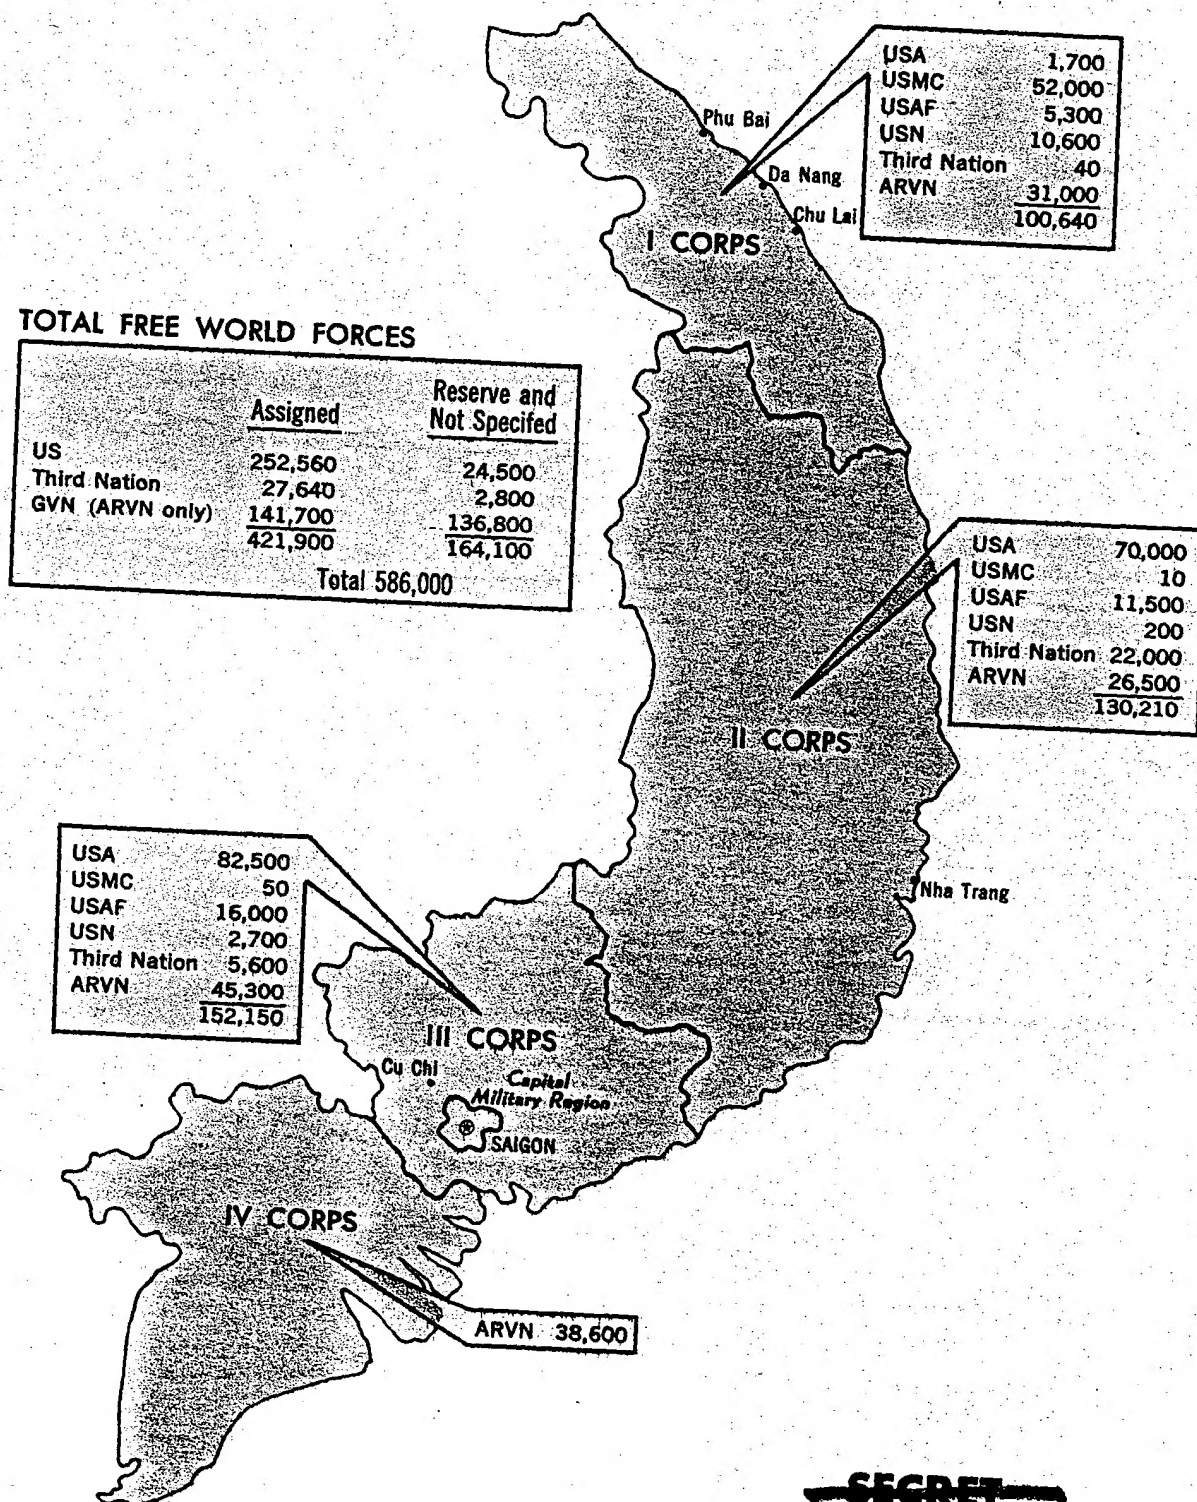 USA 1,700
USMC 52,000
USAF 5,300
USN 10,600
Third Nation 40
ARVN 31,000
100,640
Phu Bai
Da Nang
Chu Lai
I CORPS
TOTAL FREE WORLD FORCES
Assigned Reserve and Not Specifed
US 252,560 24,500
Third Nation 27,640 2,800
GVN (ARVN only) 141,700 136,800
421,900 164,100
Total 586,000
USA 70,000
USMC 10
USAF 11,500
USN 200
Third Nation 22,000
ARVN 26,500
130,210
II CORPS
Nha Trang
USA 82,500
USMC 50
USAF 16,000
USN 2,700
Third Nation 5,600
ARVN 45,300
152,150
III CORPS
Cu Chi
Capital
Military Region
SAIGON
IV CORPS
ARVN 38,600
SECRET